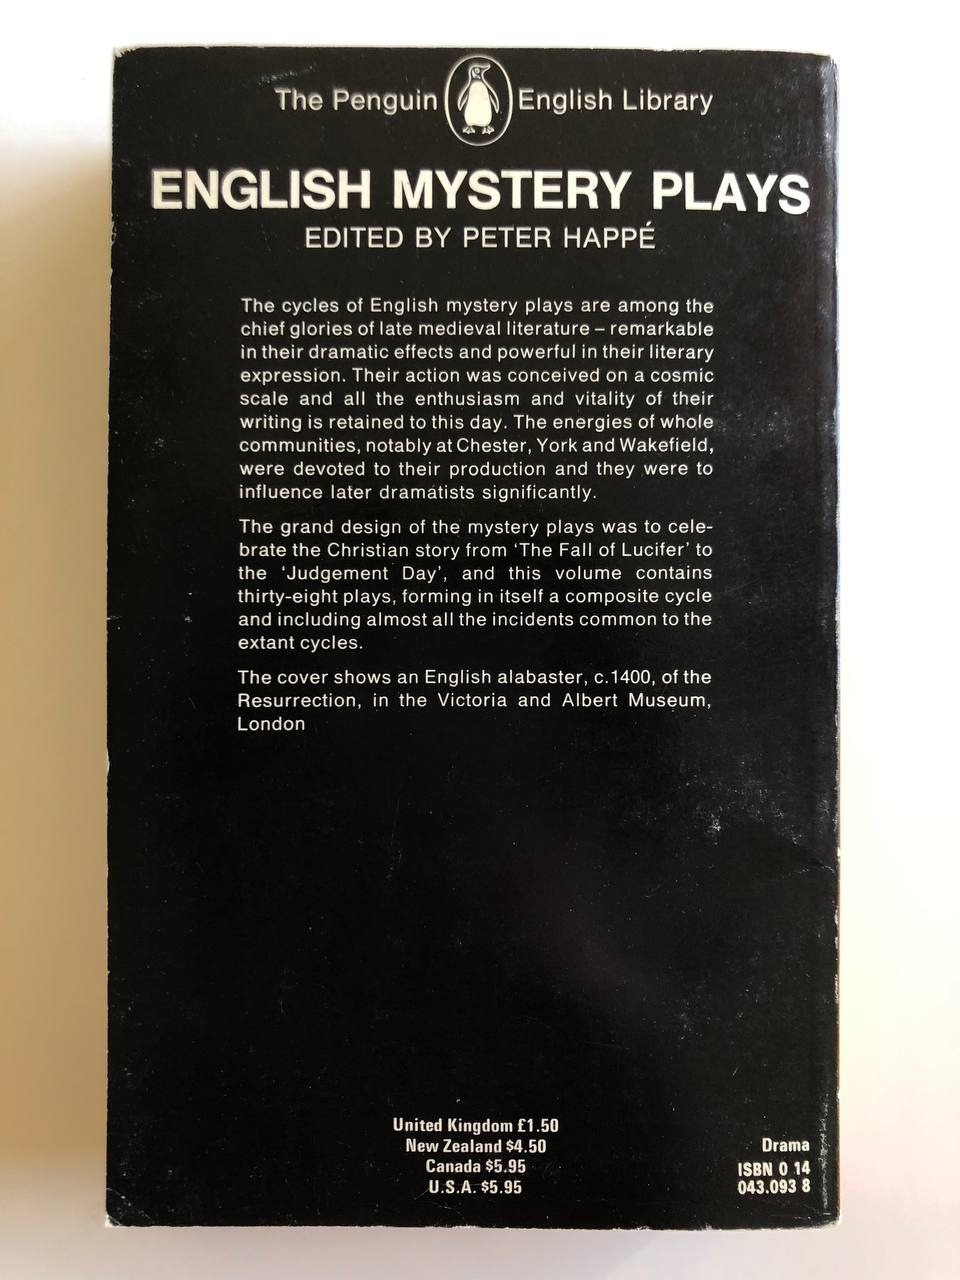 The Penguin English Library
ENGLISH MYSTERY PLAYS
EDITED BY PETER HAPPÉ
The cycles of English mystery plays are among the
chief glories of late medieval literature – remarkable
in their dramatic effects and powerful in their literary
expression. Their action was conceived on a cosmic
scale and all the enthusiasm and vitality of their
writing is retained to this day. The energies of whole
communities, notably at Chester, York and Wakefield,
were devoted to their production and they were to
influence later dramatists significantly.
The grand design of the mystery plays was to cele-
brate the Christian story from ‘The Fall of Lucifer’ to
the ‘Judgement Day’, and this volume contains
thirty-eight plays, forming in itself a composite cycle
and including almost all the incidents common to the
extant cycles.
The cover shows an English alabaster, c.1400, of the
Resurrection, in the Victoria and Albert Museum,
London
United Kingdom £1.50
New Zealand $4.50
Canada $5.95
U.S.A. $5.95
Drama
ISBN 0 14
043.093 8